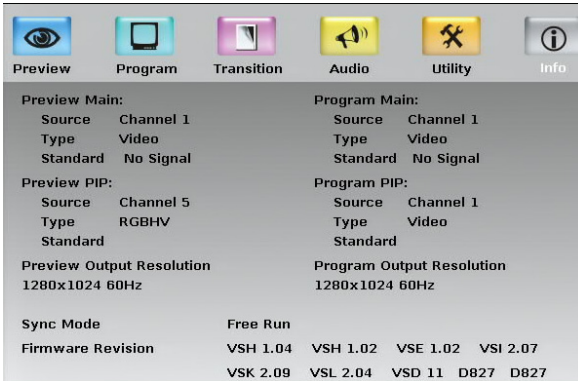 Preview Program Transition Audio Utility Info
Preview Main:
Source Channel 1
Type Video
Standard No Signal
Preview PIP:
Source Channel 5
Type RGBHV
Standard
Preview Output Resolution
1280x1024 60Hz
Program Main:
Source Channel 1
Type Video
Standard No Signal
Program PIP:
Source Channel 1
Type Video
Standard
Program Output Resolution
1280x1024 60Hz
Sync Mode Free Run
Firmware Revision VSH 1.04 VSH 1.02 VSE 1.02 VSI 2.07
VSK 2.09 VSL 2.04 VSD 11 D827 D827